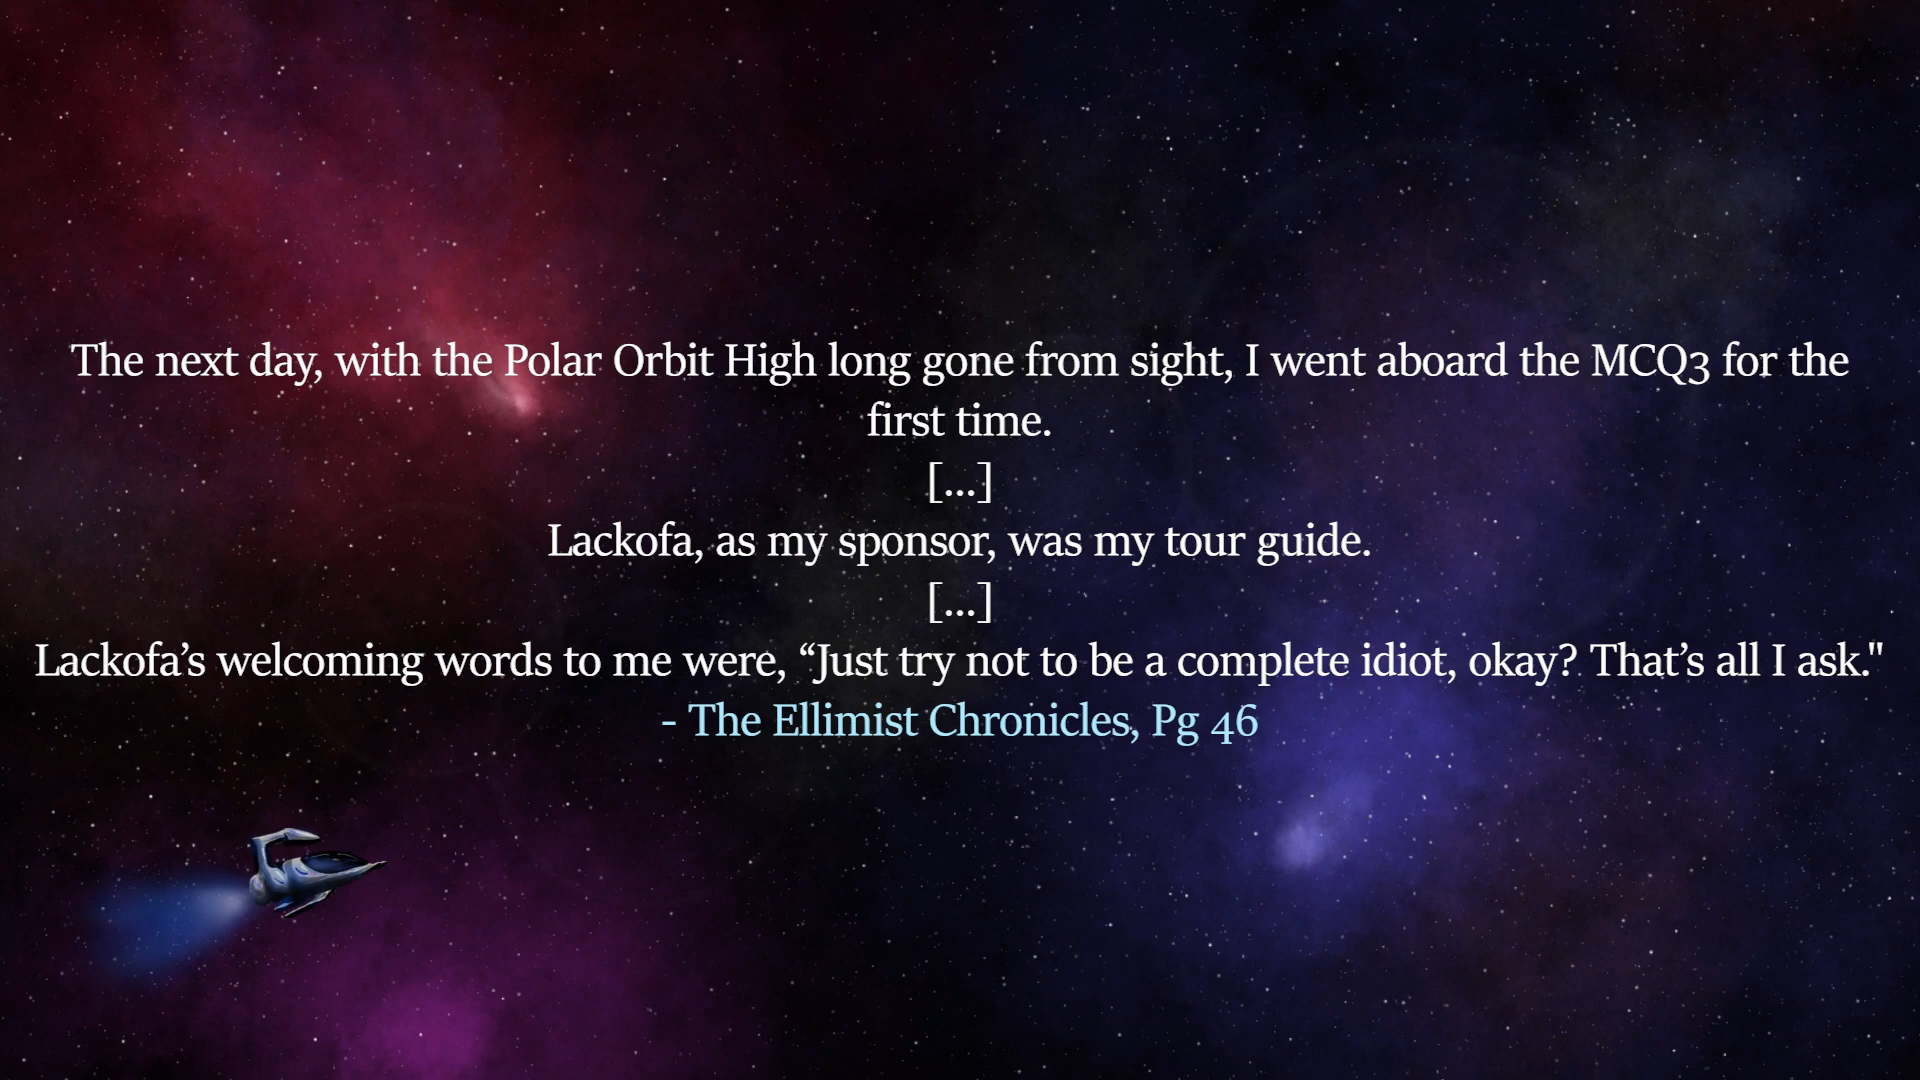 The next day, with the Polar Orbit High long gone from sight, I went aboard the MCQ3 for the
first time.
[...]
Lackofa, as my sponsor, was my tour guide.
[...]
Lackofa’s welcoming words to me were, “Just try not to be a complete idiot, okay? That’s all I ask."
- The Ellimist Chronicles, Pg 46